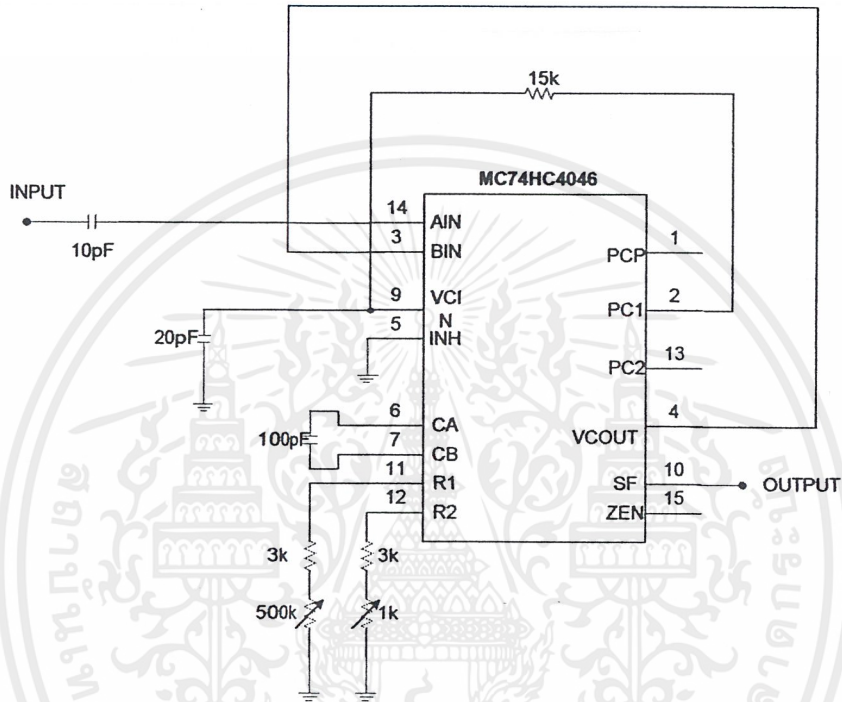 15k
MC74HC4046
INPUT
10pF
14 AIN
3 BIN
9 VCI
N
5 INH
20pF
6 CA
7 CB
100pF
11 R1
12 R2
3k
3k
500k
1k
PCP 1
PC1 2
PC2 13
VCOUT 4
SF 10
OUTPUT
ZEN 15